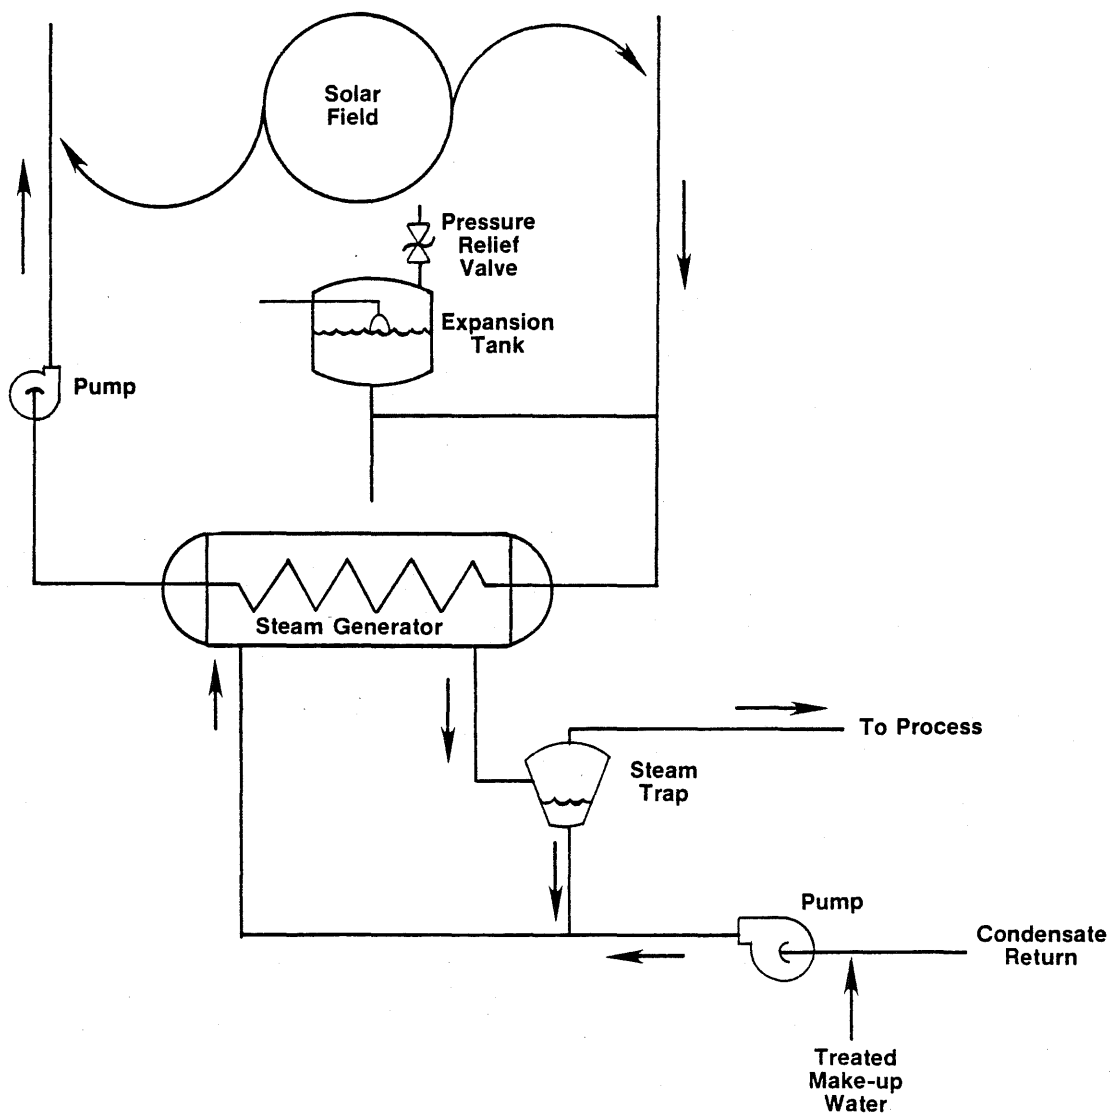 Solar
Field
Pressure
Relief
Valve
Expansion
Tank
Pump
Steam Generator
To Process
Steam
Trap
Pump
Condensate
Return
Treated
Make-up
Water